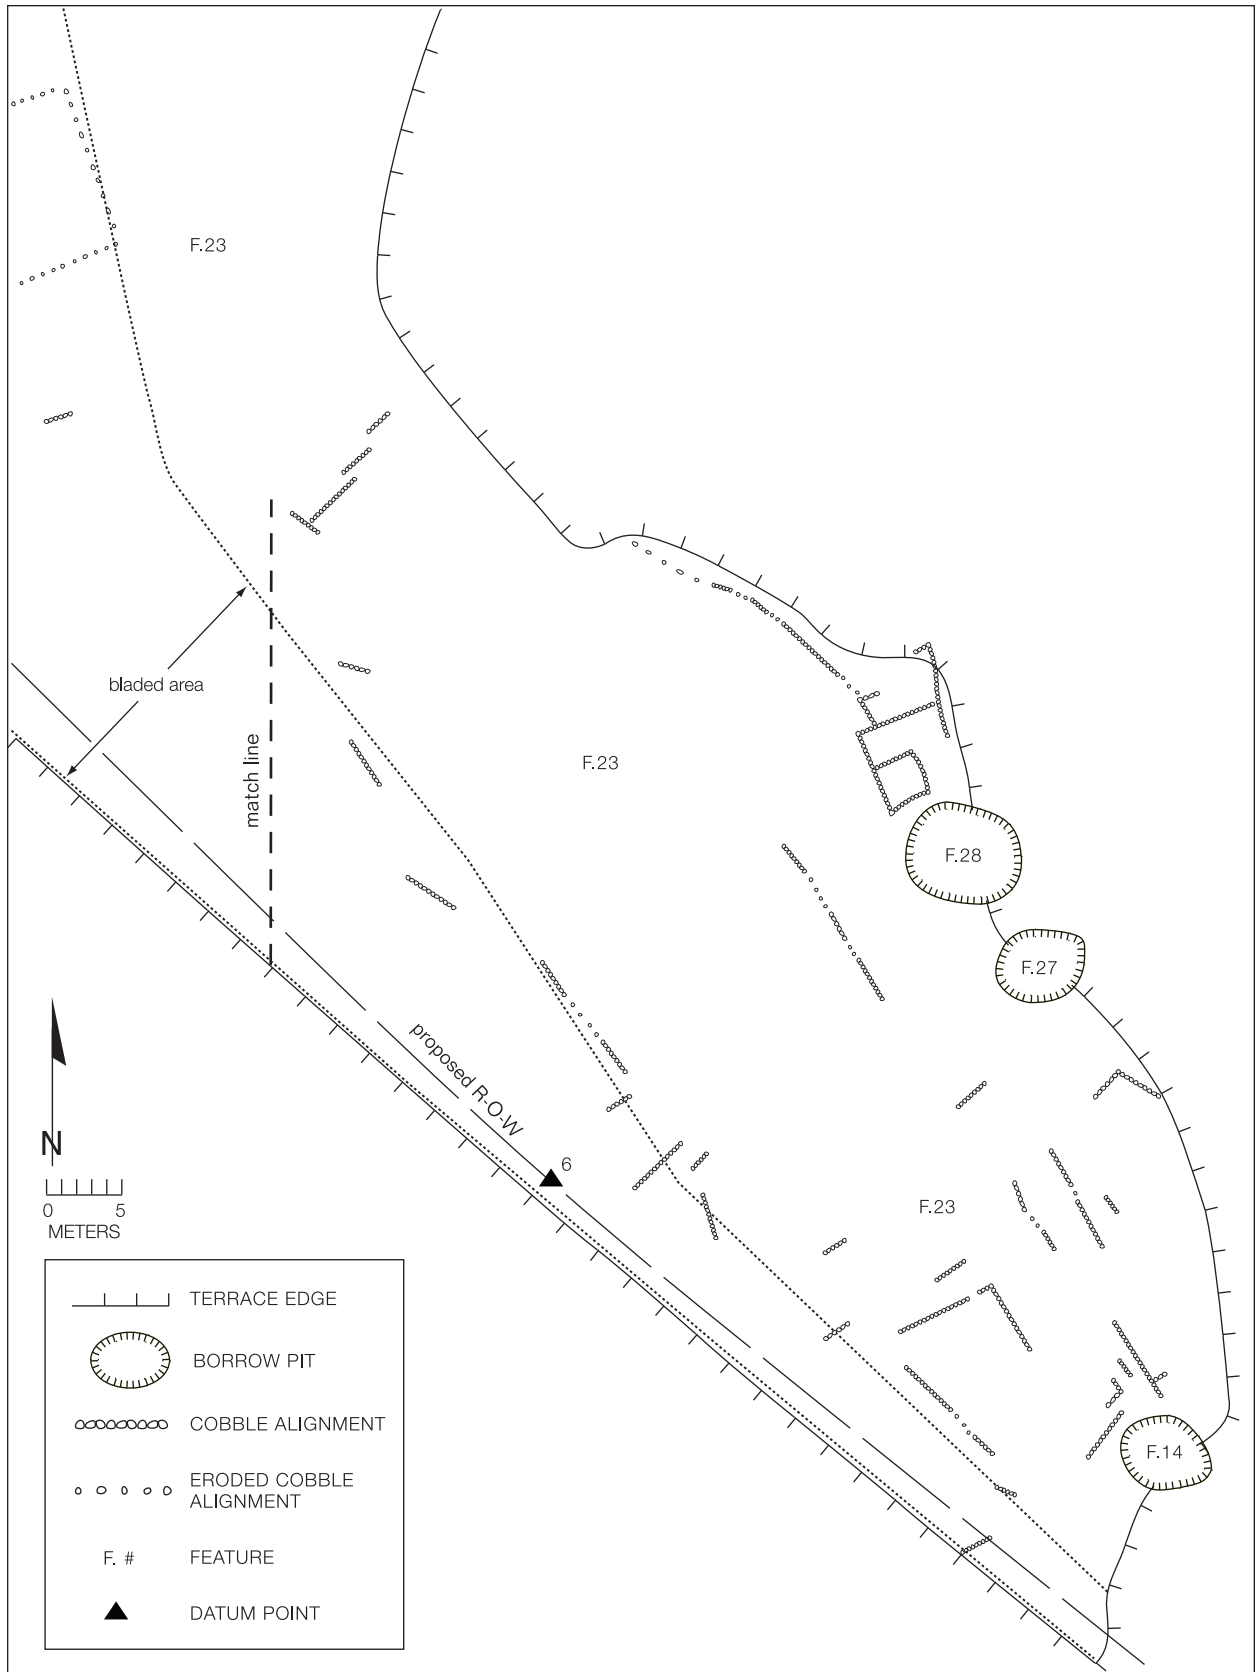 F.23
bladed area
match line
F.23
F.28
F.27
proposed R-O-W
6
F.23
N
0 5
METERS
F.14
TERRACE EDGE
BORROW PIT
COBBLE ALIGNMENT
ERODED COBBLE
ALIGNMENT
F. # FEATURE
DATUM POINT